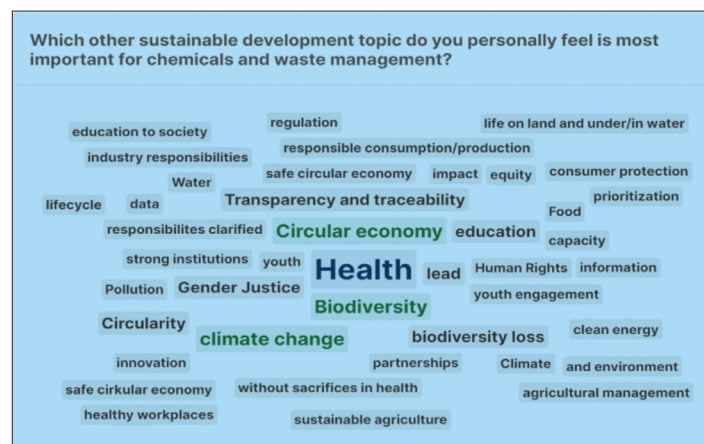 Which other sustainable development topic do you personally feel is most
important for chemicals and waste management?
regulation
life on land and under/in water
education to society
responsible consumption/production
industry responsibilities
safe circular economy
impact
equity
consumer protection
Water
prioritization
Transparency and traceability
lifecycle
data
Food
responsibilites clarified
Circular economy
education
capacity
strong institutions
youth
Health
lead
Human Rights
information
Pollution
Gender Justice
youth engagement
Biodiversity
Circularity
climate change
biodiversity loss
clean energy
innovation
partnerships
Climate
and environment
safe cirkular economy
without sacrifices in health
agricultural management
healthy workplaces
sustainable agriculture